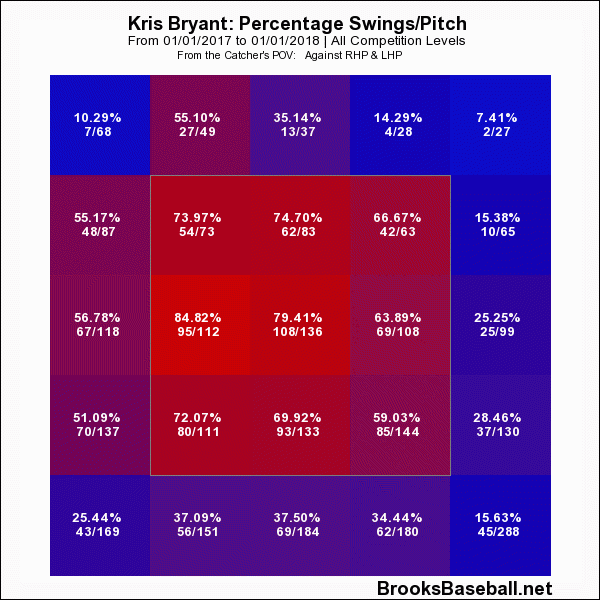 Kris Bryant: Percentage Swings/Pitch
From 01/01/2017 to 01/01/2018 | All Competition Levels
From the Catcher's POV: Against RHP & LHP
10.29% 55.10% 35.14% 14.29% 7.41%
7/68 27/49 13/37 4/28 2/27
55.17% 73.97% 74.70% 66.67% 15.38%
48/87 54/73 62/83 42/63 10/65
56.78% 84.82% 79.41% 63.89% 25.25%
67/118 95/112 108/136 69/108 25/99
51.09% 72.07% 69.92% 59.03% 28.46%
70/137 80/111 93/133 85/144 37/130
25.44% 37.09% 37.50% 34.44% 15.63%
43/169 56/151 69/184 62/180 45/288
BrooksBaseball.net